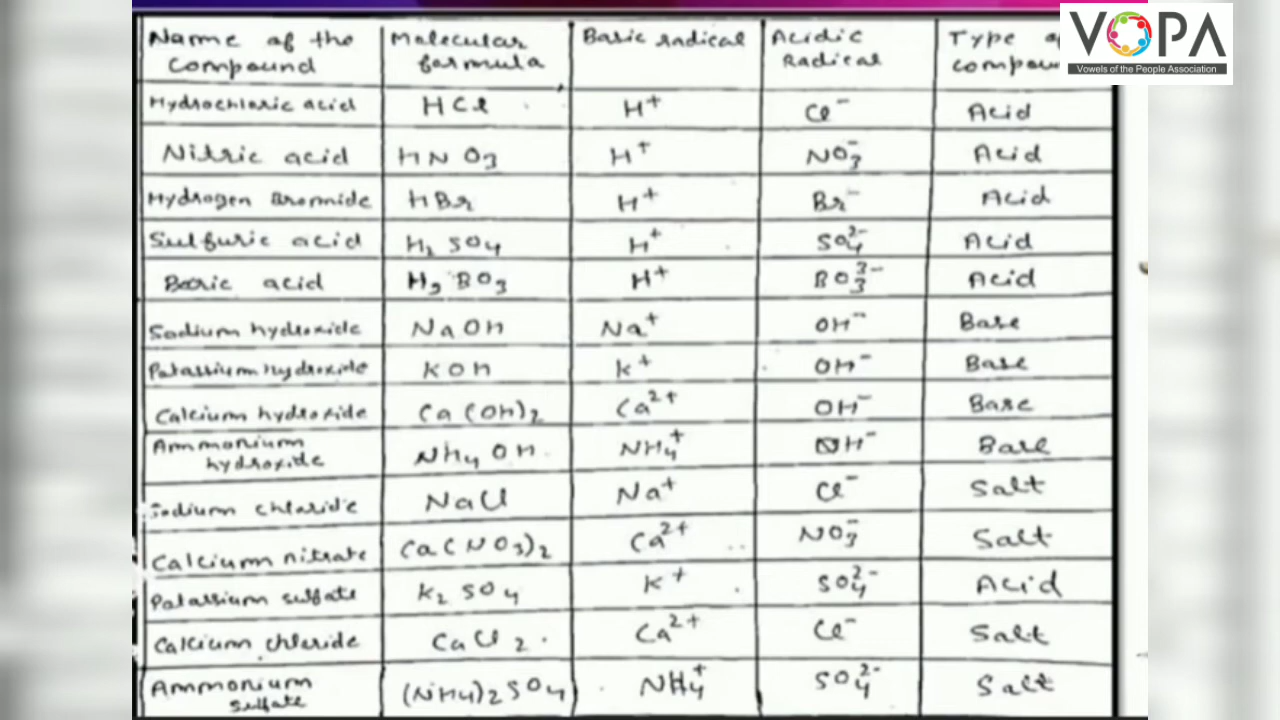 Name of the compound | Molecular formula | Basic radical | Acidic Radical | Type of compou
VOPA
Vowels of the People Association
Hydrochloric acid | HCl | H⁺ | Cl⁻ | Acid
Nitric acid | HNO3 | H⁺ | NO₃⁻ | Acid
Hydrogen Bromide | HBr | H⁺ | Br⁻ | Acid
Sulfuric acid | H₂SO₄ | H⁺ | SO₄²⁻ | Acid
Boric acid | H₃BO₃ | H⁺ | BO₃³⁻ | Acid
Sodium hydroxide | NaOH | Na⁺ | OH⁻ | Base
Potassium hydroxide | KOH | K⁺ | OH⁻ | Base
Calcium hydroxide | Ca(OH)₂ | Ca²⁺ | OH⁻ | Base
Ammonium hydroxide | NH₄OH | NH₄⁺ | OH⁻ | Base
Sodium chloride | NaCl | Na⁺ | Cl⁻ | Salt
Calcium nitrate | Ca(NO₃)₂ | Ca²⁺ | NO₃⁻ | Salt
Potassium sulfate | K₂SO₄ | K⁺ | SO₄²⁻ | Acid
Calcium chloride | CaCl₂ | Ca²⁺ | Cl⁻ | Salt
Ammonium sulfate | (NH₄)₂SO₄ | NH₄⁺ | SO₄²⁻ | Salt